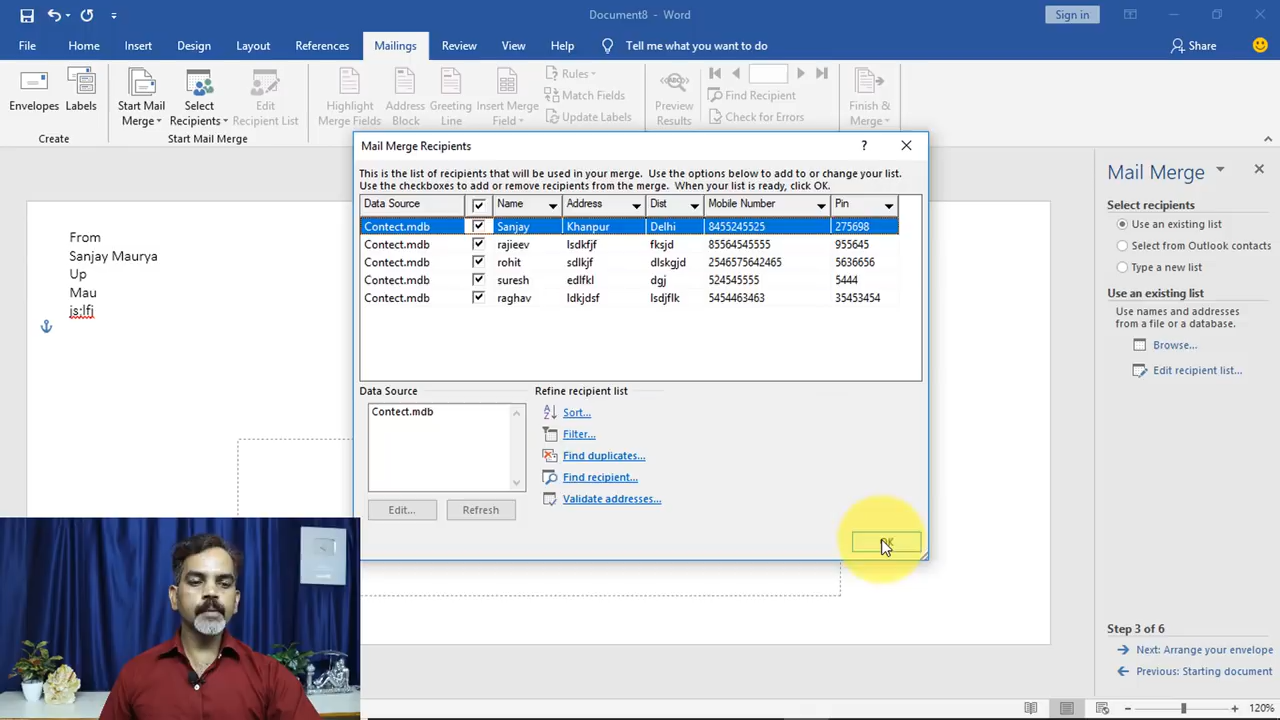 Document8 - Word
Sign in
File Home Insert Design Layout References Mailings Review View Help Tell me what you want to do Share
Envelopes
Labels
Create
Start Mail Merge
Select Recipients
Edit Recipient List
Start Mail Merge
Highlight Merge Fields
Address Block
Greeting Line
Insert Merge Field
Rules
Match Fields
Update Labels
Preview Results
Find Recipient
Check for Errors
Finish & Merge
Mail Merge Recipients
This is the list of recipients that will be used in your merge. Use the options below to add to or change your list.
Use the checkboxes to add or remove recipients from the merge. When your list is ready, click OK.
Data Source Name Address Dist Mobile Number Pin
Contect.mdb Sanjay Khanpur Delhi 8455245525 275698
Contect.mdb rajieev lsdkfjf fksjd 85564545555 955645
Contect.mdb rohit sdlkjf dlskgjd 2546575642465 5636656
Contect.mdb suresh edlfkl dgj 524545555 5444
Contect.mdb raghav ldkjdsf lsdjflk 5454463463 35453454
Data Source
Contect.mdb
Edit...
Refresh
Refine recipient list
Sort...
Filter...
Find duplicates...
Find recipient...
Validate addresses...
OK
From
Sanjay Maurya
Up
Mau
js;lfj
Mail Merge
Select recipients
Use an existing list
Select from Outlook contacts
Type a new list
Use an existing list
Use names and addresses
from a file or a database.
Browse...
Edit recipient list...
Step 3 of 6
Next: Arrange your envelope
Previous: Starting document
120%